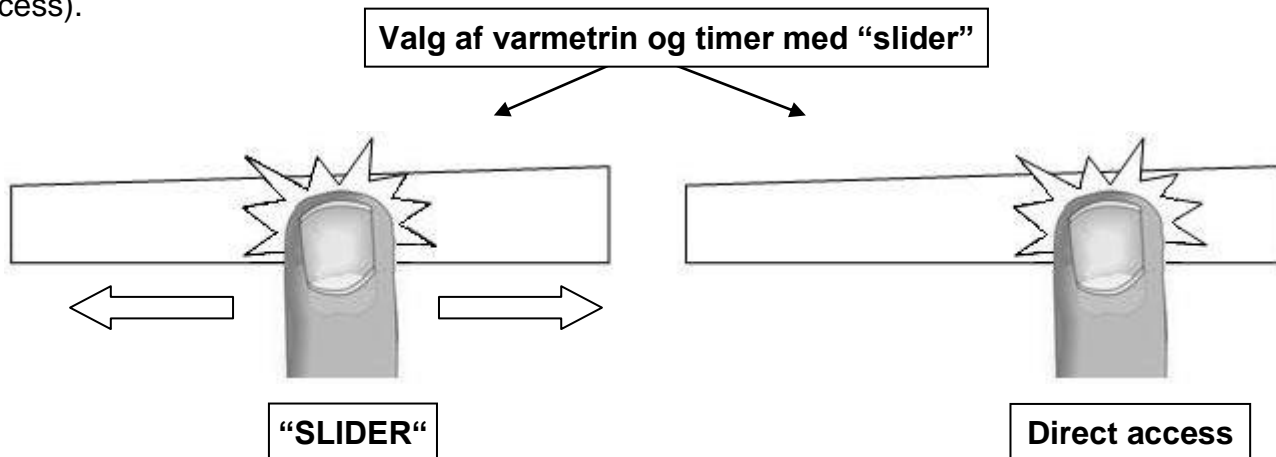 cess).
Valg af varmetrin og timer med “slider”
“SLIDER“
Direct access